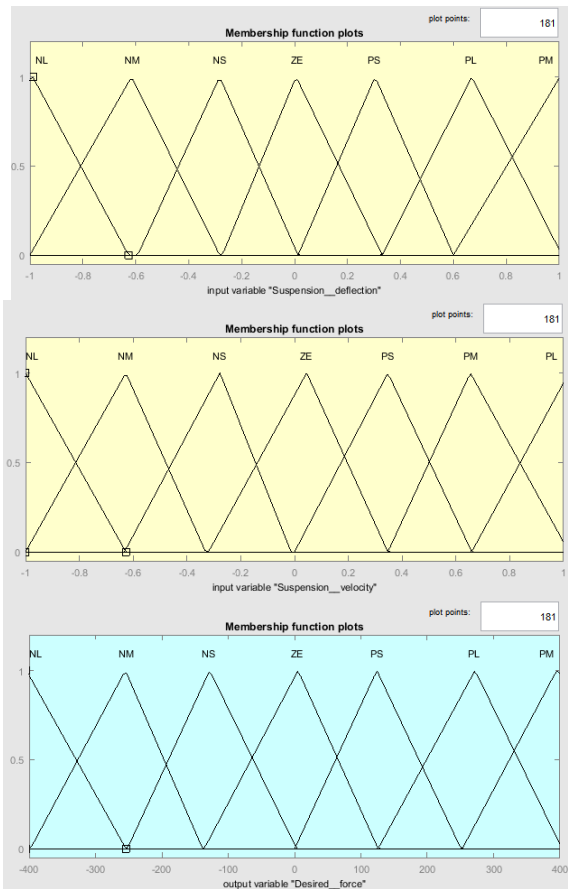 plot points: 181
Membership function plots
NL NM NS ZE PS PL PM
1
0.5
0
-1 -0.8 -0.6 -0.4 -0.2 0 0.2 0.4 0.6 0.8 1
input variable "Suspension__deflection"
plot points: 181
Membership function plots
NL NM NS ZE PS PM PL
1
0.5
0
-1 -0.8 -0.6 -0.4 -0.2 0 0.2 0.4 0.6 0.8 1
input variable "Suspension__velocity"
plot points: 181
Membership function plots
NL NM NS ZE PS PL PM
1
0.5
0
-400 -300 -200 -100 0 100 200 300 400
output variable "Desired__force"